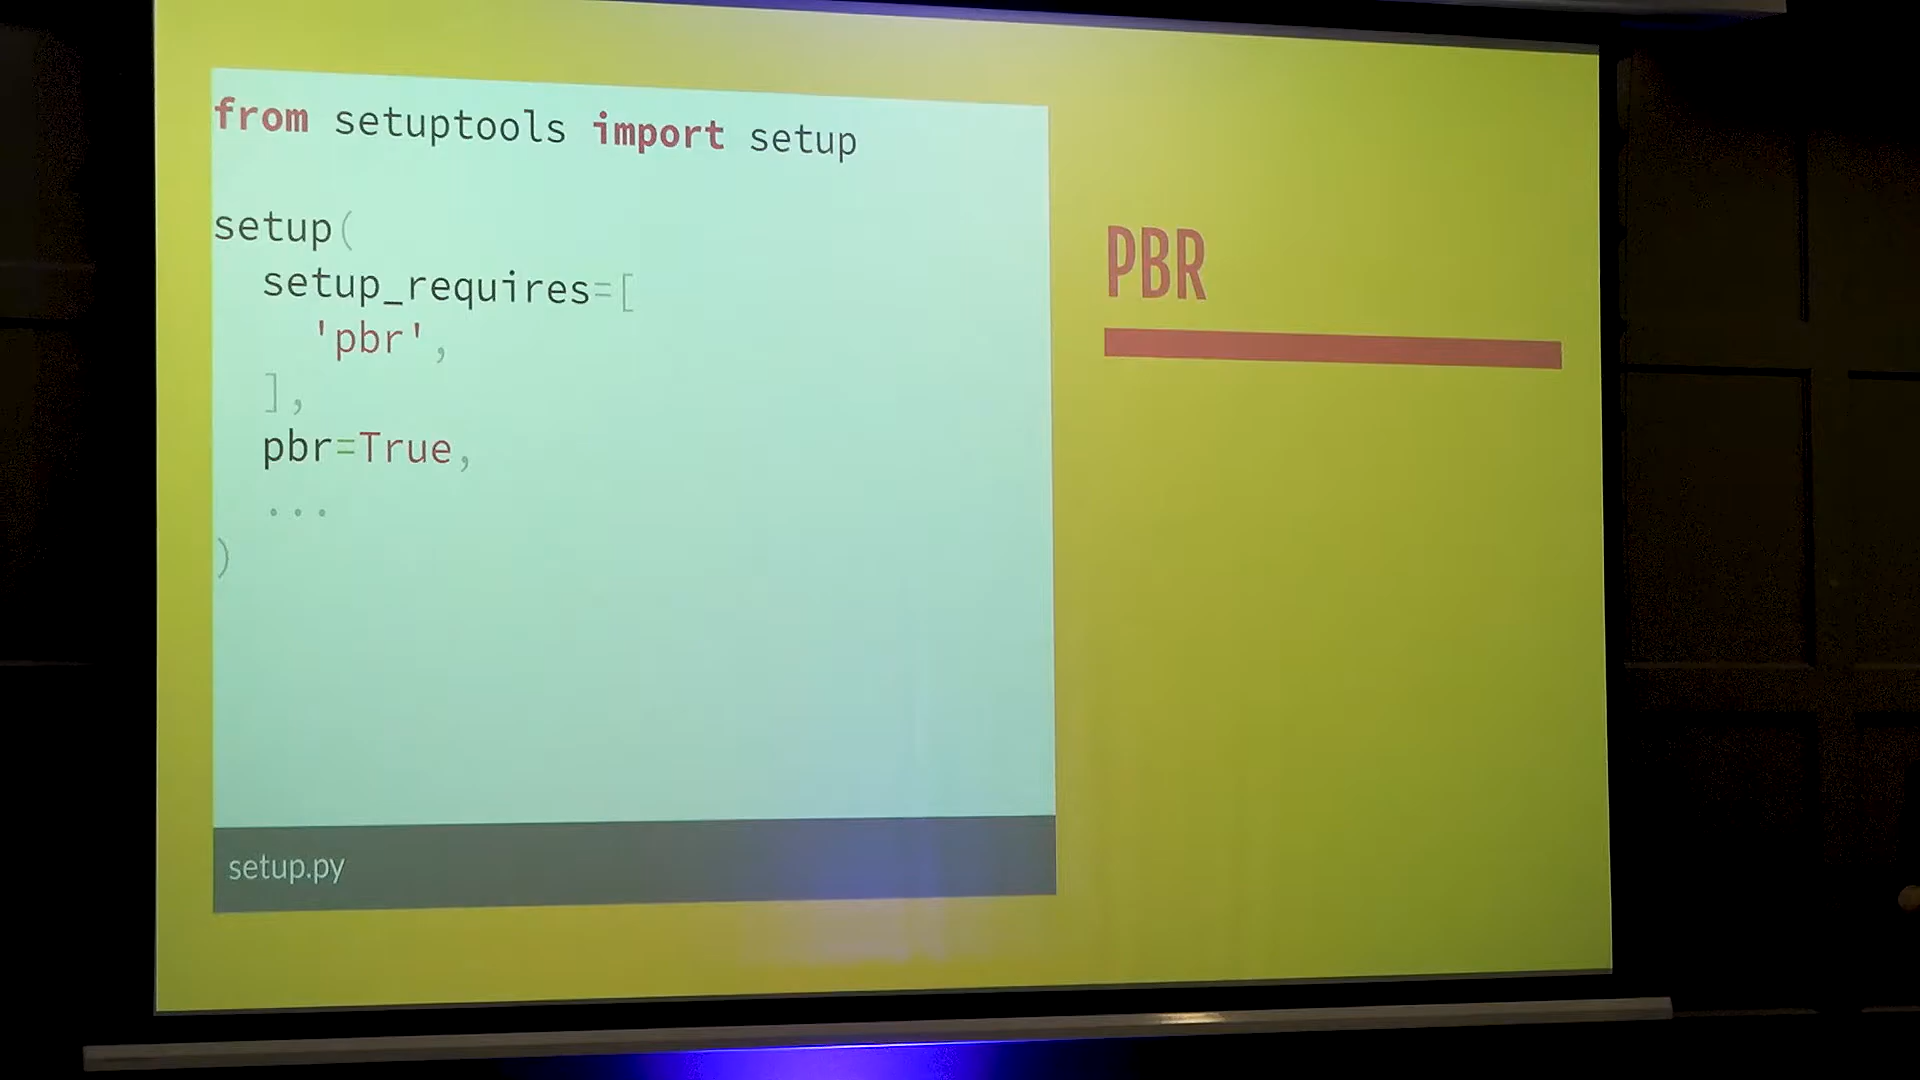 from setuptools import setup
setup(
  setup_requires=[
    'pbr',
  ],
  pbr=True,
  ...
)
setup.py
PBR